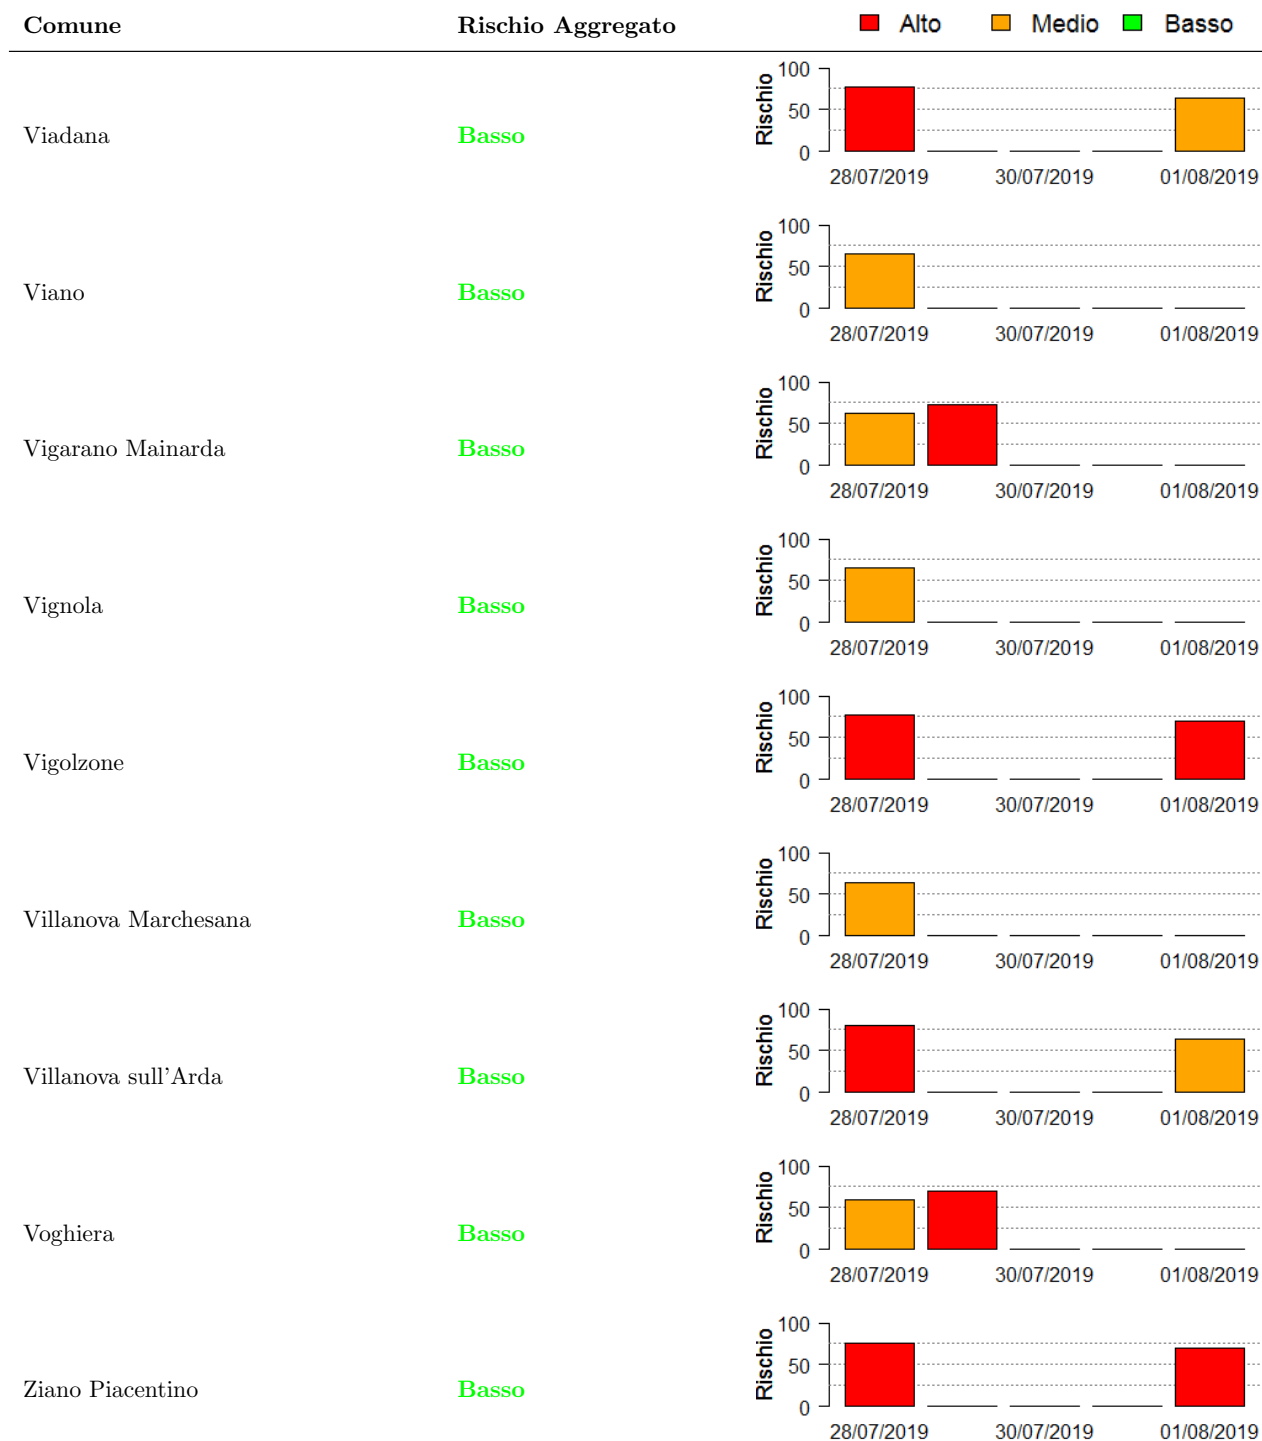 Comune Rischio Aggregato Alto Medio Basso
Viadana Basso
Rischio
100
50
0
28/07/2019 30/07/2019 01/08/2019
Viano Basso
Rischio
100
50
0
28/07/2019 30/07/2019 01/08/2019
Vigarano Mainarda Basso
Rischio
100
50
0
28/07/2019 30/07/2019 01/08/2019
Vignola Basso
Rischio
100
50
0
28/07/2019 30/07/2019 01/08/2019
Vigolzone Basso
Rischio
100
50
0
28/07/2019 30/07/2019 01/08/2019
Villanova Marchesana Basso
Rischio
100
50
0
28/07/2019 30/07/2019 01/08/2019
Villanova sull'Arda Basso
Rischio
100
50
0
28/07/2019 30/07/2019 01/08/2019
Voghiera Basso
Rischio
100
50
0
28/07/2019 30/07/2019 01/08/2019
Ziano Piacentino Basso
Rischio
100
50
0
28/07/2019 30/07/2019 01/08/2019